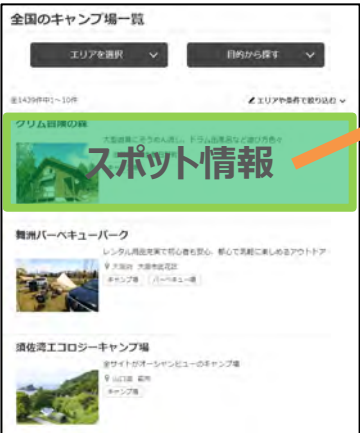 全国のキャンプ場一覧
エリアを選択
目的から探す
全1439件中1～10件
エリアや条件で絞り込む
クリム冒険の森
スポット情報
舞洲バーベキューパーク
レンタル用品充実で初心者も安心、都心で気軽に楽しめるアウトドア
大阪府 大阪市此花区
キャンプ場 バーベキュー場
須佐湾エコロジーキャンプ場
全サイトがオーシャンビューのキャンプ場
山口県 萩市
キャンプ場